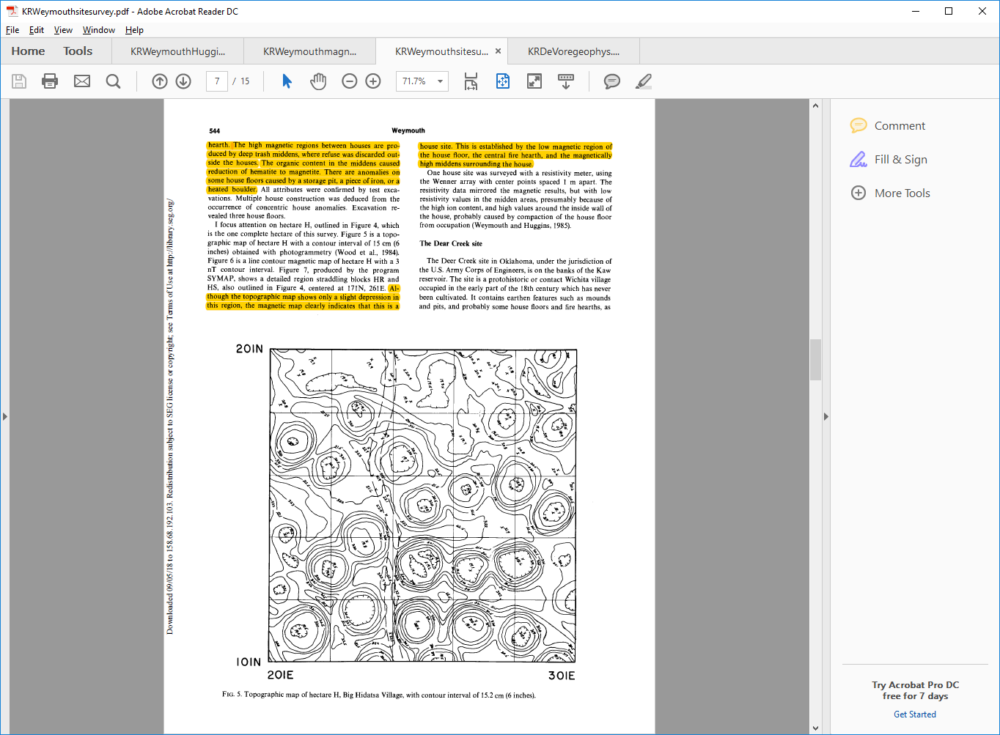 KRWeymouthsitesurvey.pdf - Adobe Acrobat Reader DC
File Edit View Window Help
Home Tools KRWeymouthHuggi... KRWeymouthmagn... KRWeymouthsitesu... × KRDeVoregeophys....
7 / 15 71.7%
544 Weymouth
hearth. The high magnetic regions between houses are pro-
duced by deep trash middens, where refuse was discarded out-
side the houses. The organic content in the middens caused
reduction of hematite to magnetite. There are anomalies on
some house floors caused by a storage pit, a piece of iron, or a
heated boulder. All attributes were confirmed by test exca-
vations. Multiple house construction was deduced from the
occurrence of concentric house anomalies. Excavation re-
vealed three house floors.
I focus attention on hectare H, outlined in Figure 4, which
is the one complete hectare of this survey. Figure 5 is a topo-
graphic map of hectare H with a contour interval of 15 cm (6
inches) obtained with photogrammetry (Wood et al., 1984).
Figure 6 is a line contour magnetic map of hectare H with a 3
nT contour interval. Figure 7, produced by the program
SYMAP, shows a detailed region straddling blocks HR and
HS, also outlined in Figure 4, centered at 171N, 261E. Al-
though the topographic map shows only a slight depression in
this region, the magnetic map clearly indicates that this is a
house site. This is established by the low magnetic region of
the house floor, the central fire hearth, and the magnetically
high middens surrounding the house.
One house site was surveyed with a resistivity meter, using
the Wenner array with center points spaced 1 m apart. The
resistivity data mirrored the magnetic results, but with low
resistivity values in the midden areas, presumably because of
the high ion content, and high values around the inside wall of
the house, probably caused by compaction of the house floor
from occupation (Weymouth and Huggins, 1985).
The Dear Creek site
The Deer Creek site in Oklahoma, under the jurisdiction of
the U.S. Army Corps of Engineers, is on the banks of the Kaw
reservoir. The site is a protohistoric or contact Wichita village
occupied in the early part of the 18th century which has never
been cultivated. It contains earthen features such as mounds
and pits, and probably some house floors and fire hearths, as
201N
101N
201E 301E
FIG. 5. Topographic map of hectare H, Big Hidatsa Village, with contour interval of 15.2 cm (6 inches).
Downloaded 09/05/18 to 158.68.192.103. Redistribution subject to SEG license or copyright; see Terms of Use at http://library.seg.org/
Comment
Fill & Sign
More Tools
Try Acrobat Pro DC
free for 7 days
Get Started